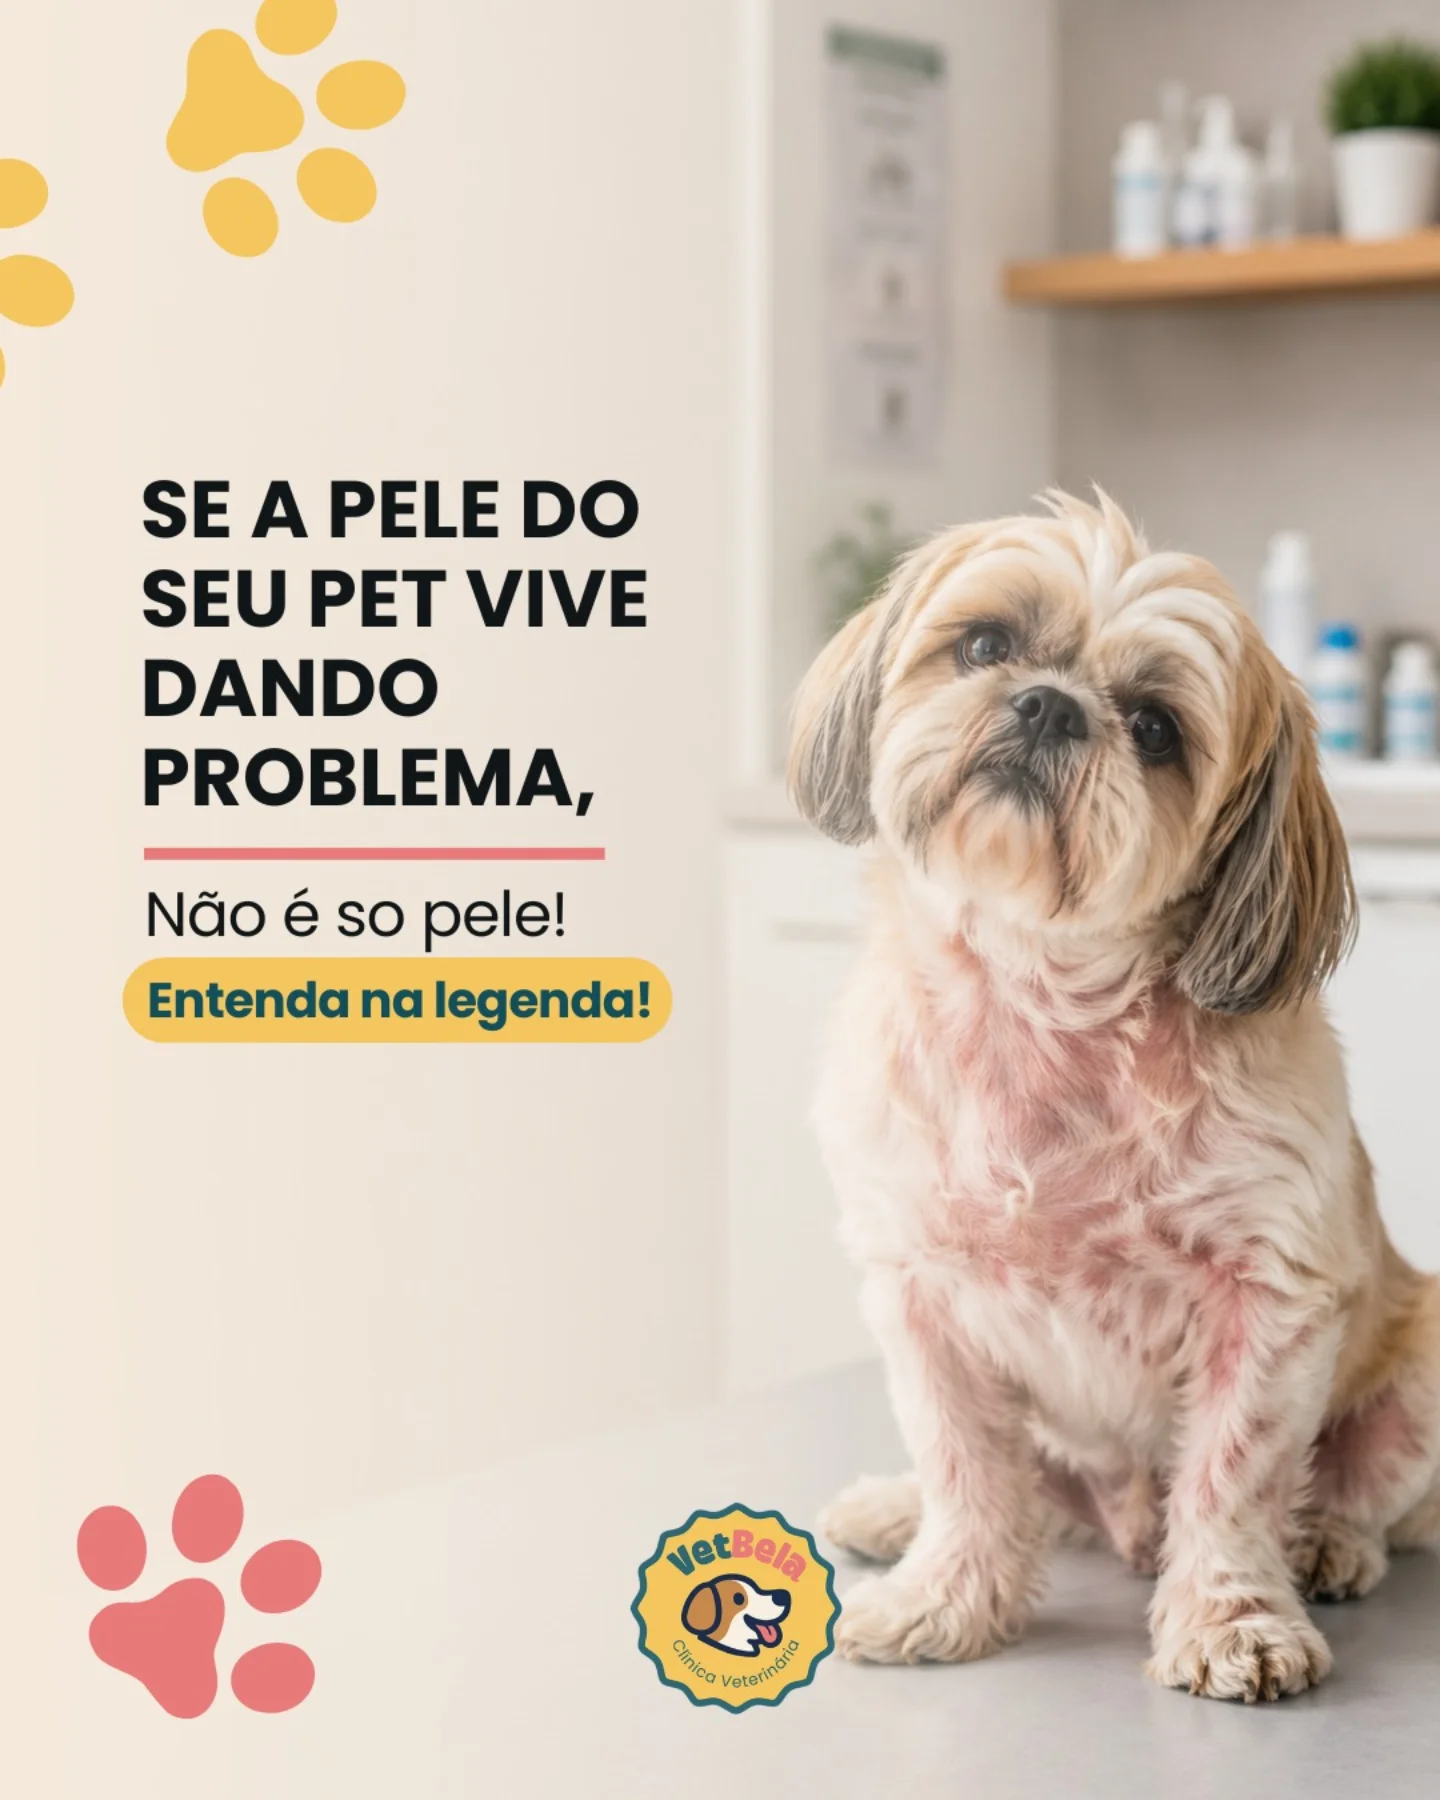 SE A PELE DO
SEU PET VIVE
DANDO
PROBLEMA,
Não é so pele!
Entenda na legenda!
VetBela
Clínica Veterinária